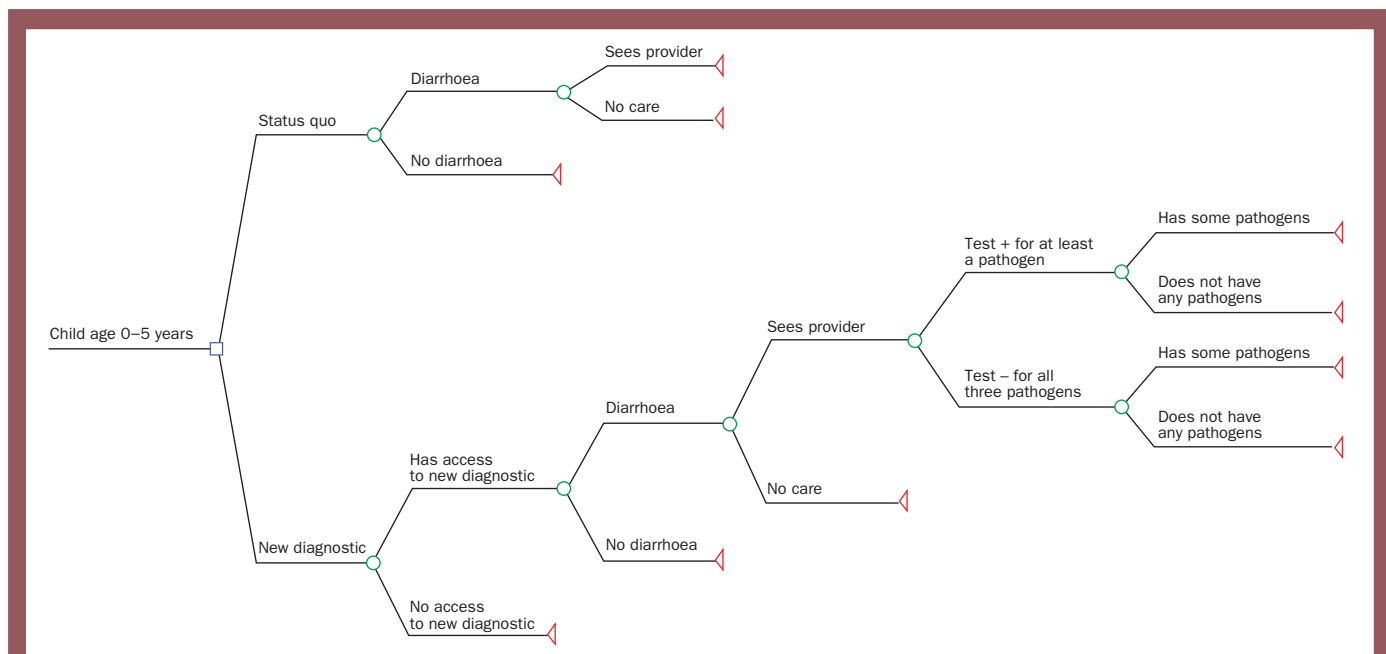 Sees provider
Diarrhoea
No care
Status quo
No diarrhoea
Has some pathogens
Test + for at least
a pathogen
Does not have
any pathogens
Child age 0–5 years
Sees provider
Has some pathogens
Test – for all
three pathogens
Diarrhoea
Does not have
any pathogens
Has access
to new diagnostic
No care
New diagnostic
No diarrhoea
No access
to new diagnostic